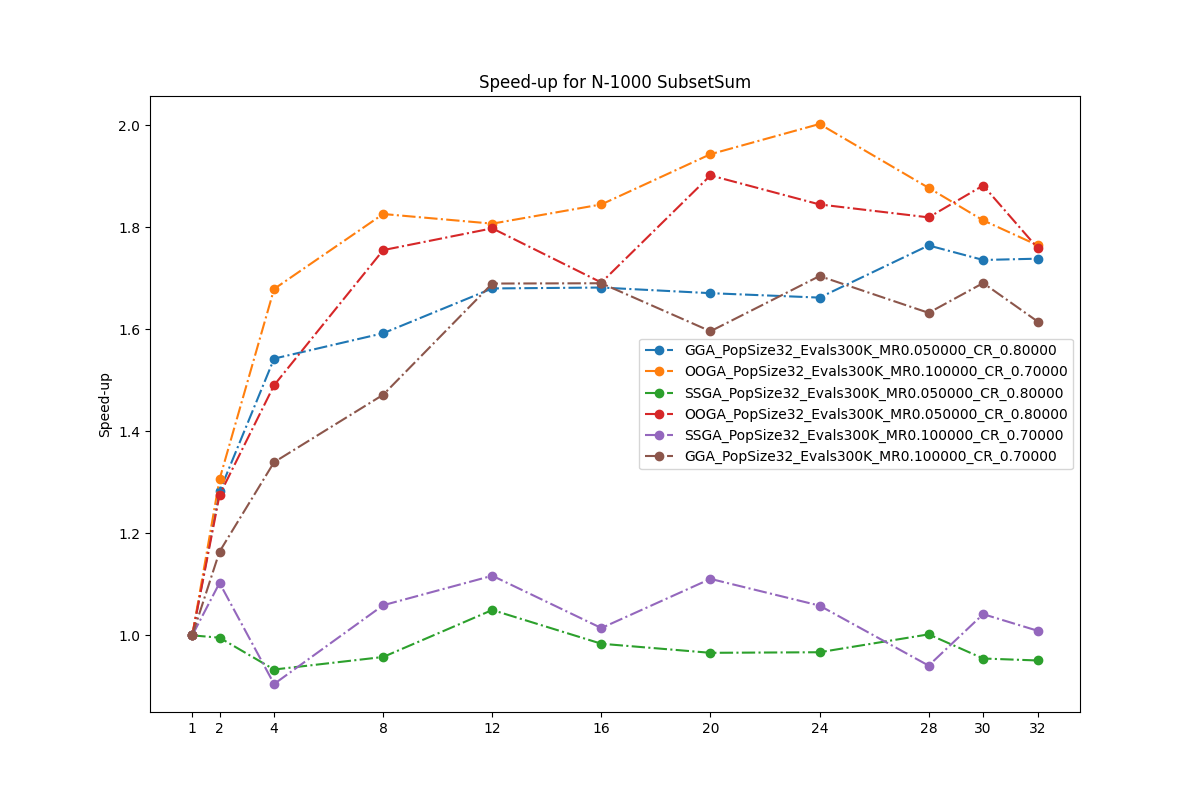 Speed-up for N-1000 SubsetSum
2.0
1.8
1.6
1.4
1.2
1.0
Speed-up
GGA_PopSize32_Evals300K_MR0.050000_CR_0.80000
OOGA_PopSize32_Evals300K_MR0.100000_CR_0.70000
SSGA_PopSize32_Evals300K_MR0.050000_CR_0.80000
OOGA_PopSize32_Evals300K_MR0.050000_CR_0.80000
SSGA_PopSize32_Evals300K_MR0.100000_CR_0.70000
GGA_PopSize32_Evals300K_MR0.100000_CR_0.70000
1 2 4 8 12 16 20 24 28 30 32